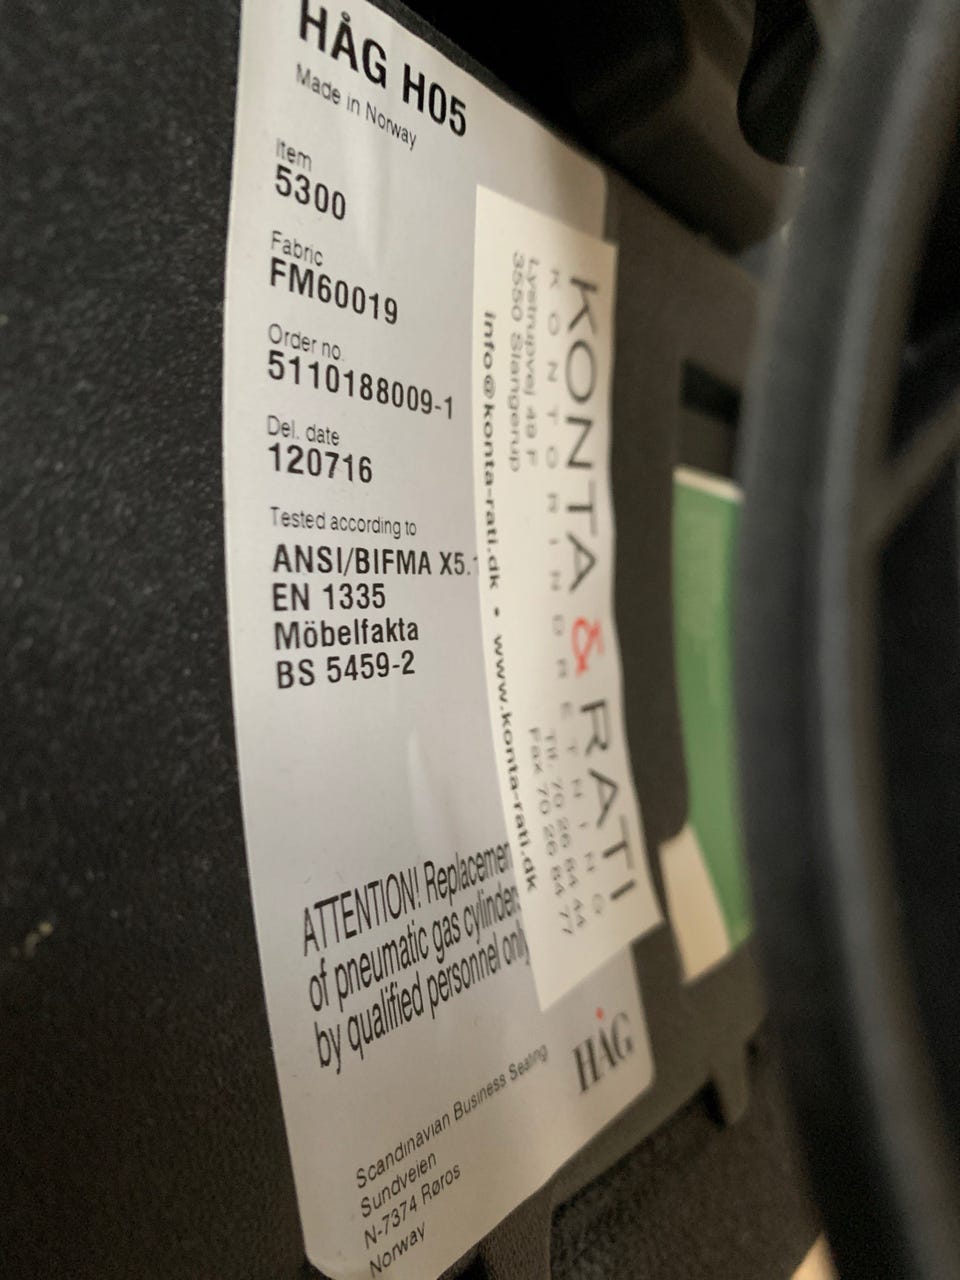 HÅG H05
Made in Norway
Item
5300
Fabric
FM60019
Order no.
5110188009-1
Del. date
120716
Tested according to
ANSI/BIFMA X5.1
EN 1335
Möbelfakta
BS 5459-2
ATTENTION! Replacemen
of pneumatic gas cylinders
by qualified personnel only
Scandinavian Business Seating
Sundveien
N-7374 Røros
Norway
HÅG
KONTA & RATI
KONTORINDRETNING
Lystrupvej 49 F
3550 Slangerup
Tlf. 70 26 84 44
Fax 70 26 84 77
info@konta-rati.dk • www.konta-rati.dk